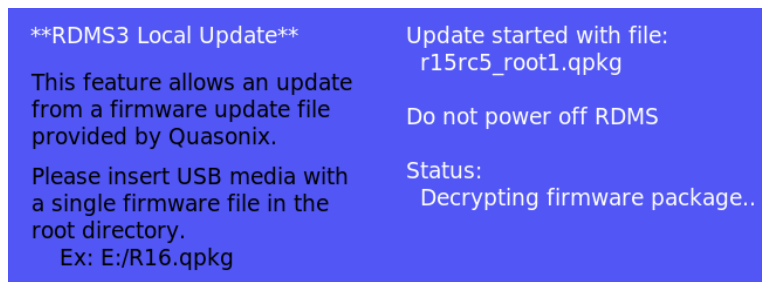 **RDMS3 Local Update**
This feature allows an update
from a firmware update file
provided by Quasonix.
Please insert USB media with
a single firmware file in the
root directory.
Ex: E:/R16.qpkg
Update started with file:
r15rc5_root1.qpkg
Do not power off RDMS
Status:
Decrypting firmware package..